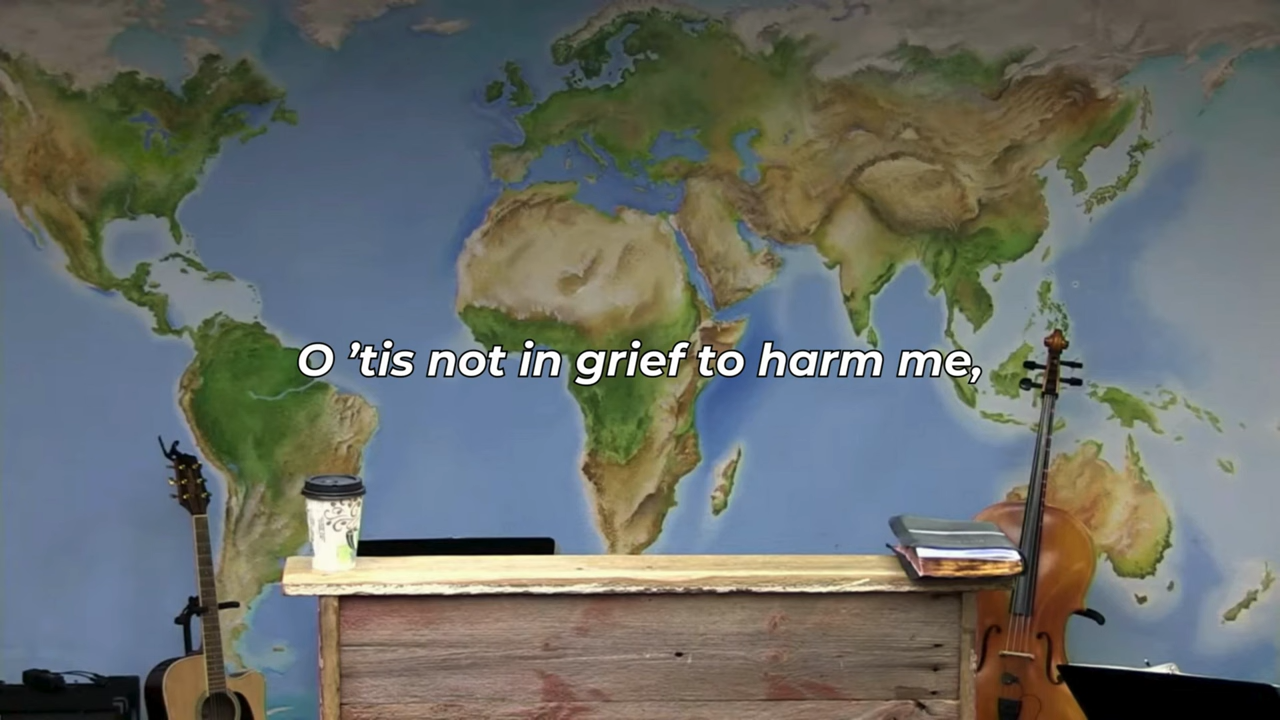 O ’tis not in grief to harm me,